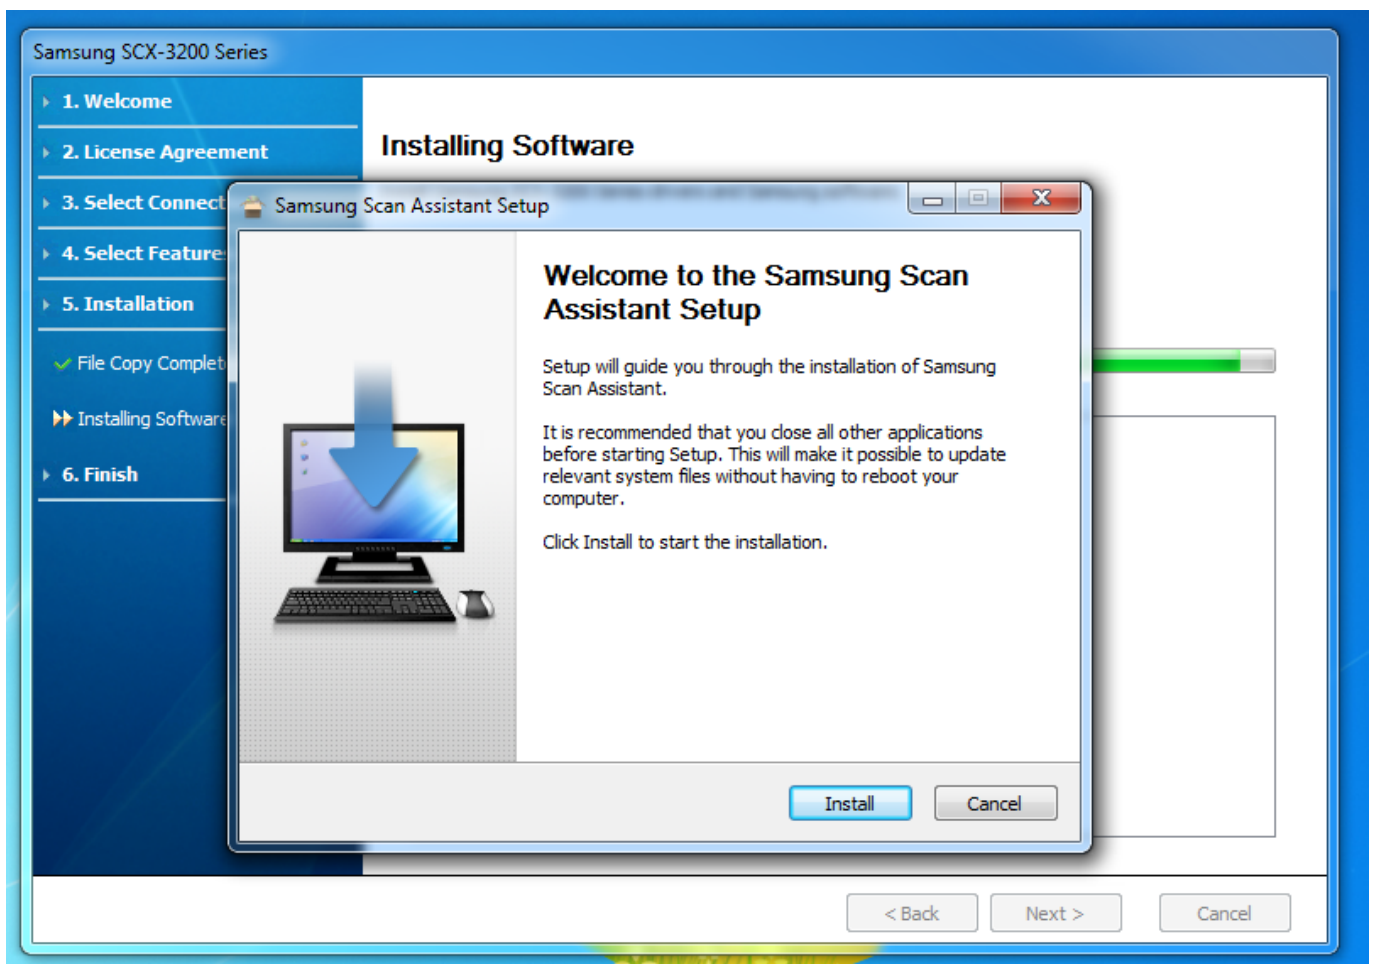 Samsung SCX-3200 Series
1. Welcome
2. License Agreement
3. Select Connect
4. Select Feature
5. Installation
File Copy Complet
Installing Software
6. Finish
Installing Software
Samsung Scan Assistant Setup
Welcome to the Samsung Scan
Assistant Setup
Setup will guide you through the installation of Samsung
Scan Assistant.
It is recommended that you close all other applications
before starting Setup. This will make it possible to update
relevant system files without having to reboot your
computer.
Click Install to start the installation.
Install
Cancel
< Back
Next >
Cancel